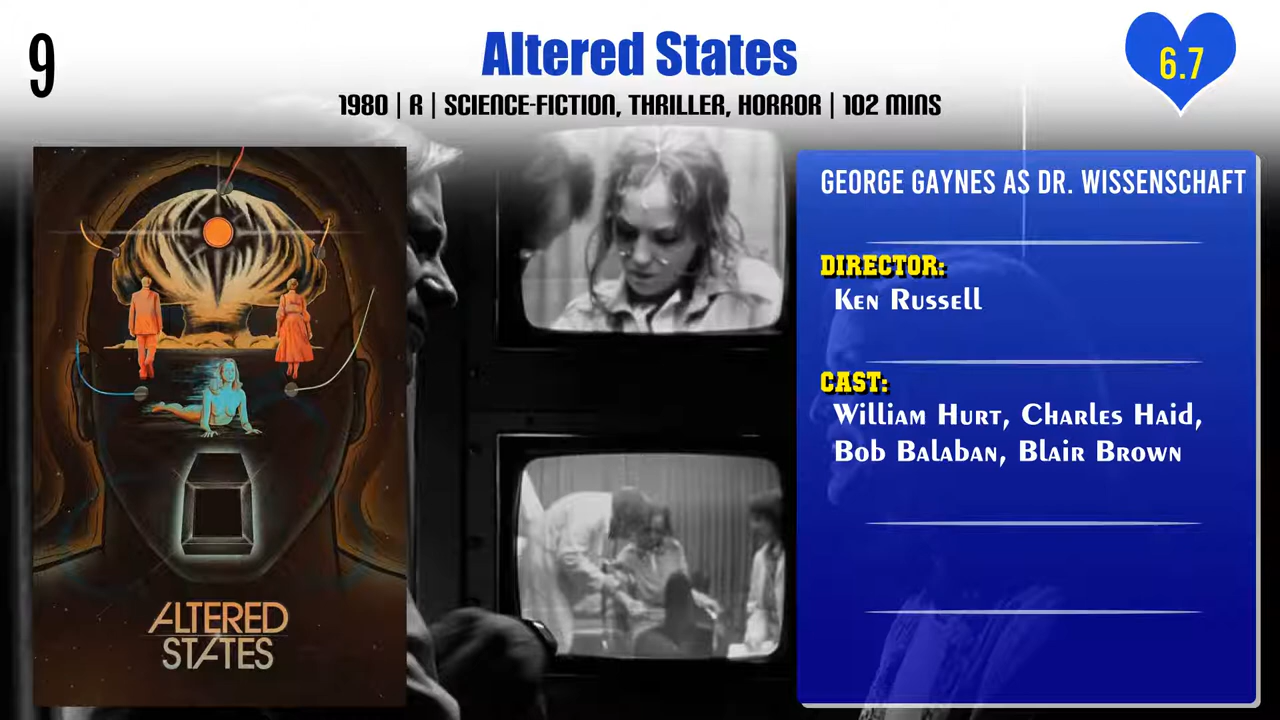 9
Altered States
6.7
1980 | R | SCIENCE-FICTION, THRILLER, HORROR | 102 MINS
GEORGE GAYNES AS DR. WISSENSCHAFT
DIRECTOR:
Ken Russell
CAST:
William Hurt, Charles Haid,
Bob Balaban, Blair Brown
ALTERED
STATES